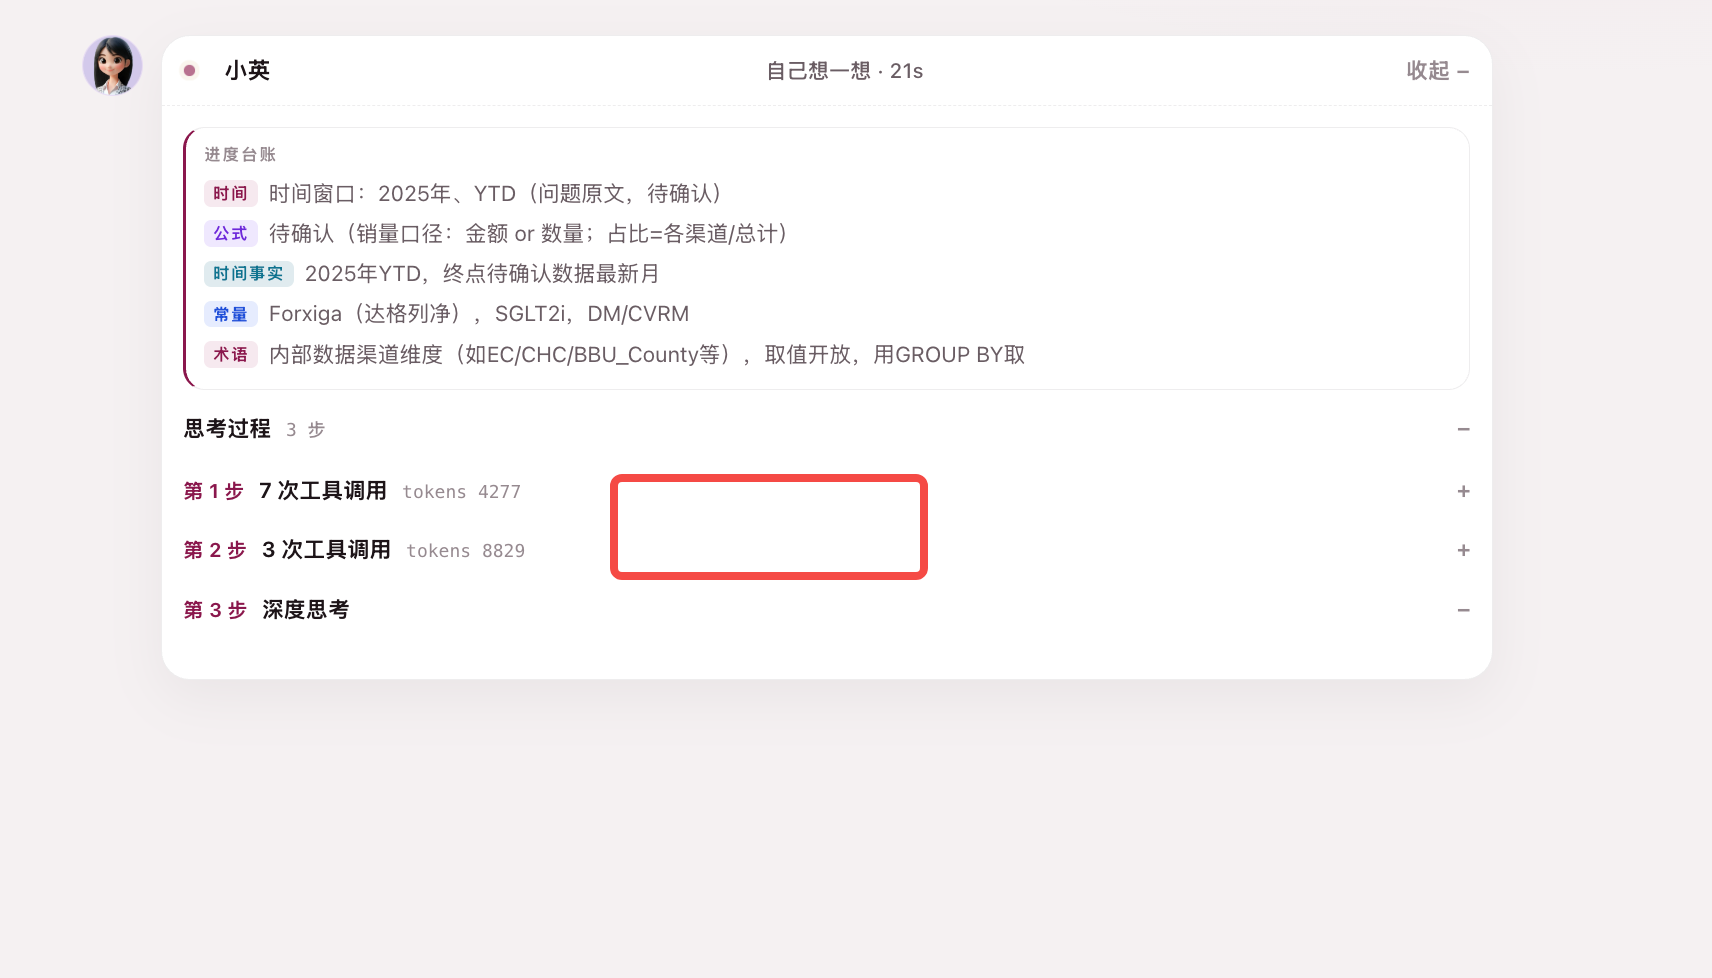 小英
自己想一想 · 21s
收起 –
进度台账
时间 时间窗口：2025年、YTD（问题原文，待确认）
公式 待确认（销量口径：金额 or 数量；占比=各渠道/总计）
时间事实 2025年YTD，终点待确认数据最新月
常量 Forxiga（达格列净），SGLT2i，DM/CVRM
术语 内部数据渠道维度（如EC/CHC/BBU_County等），取值开放，用GROUP BY取
思考过程 3 步 –
第 1 步 7 次工具调用 tokens 4277 +
第 2 步 3 次工具调用 tokens 8829 +
第 3 步 深度思考 –